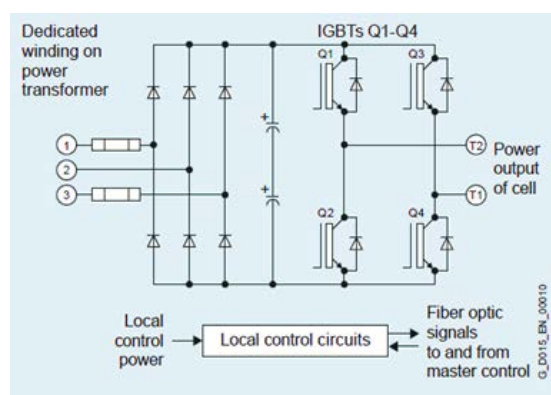 Dedicated
winding on
power
transformer
IGBTs Q1-Q4
Q1
Q3
1
2
3
+
+
T2
Power
output
of cell
T1
Q2
Q4
Local
control
power
Local control circuits
Fiber optic
signals
to and from
master control
G_D015_EN_00010